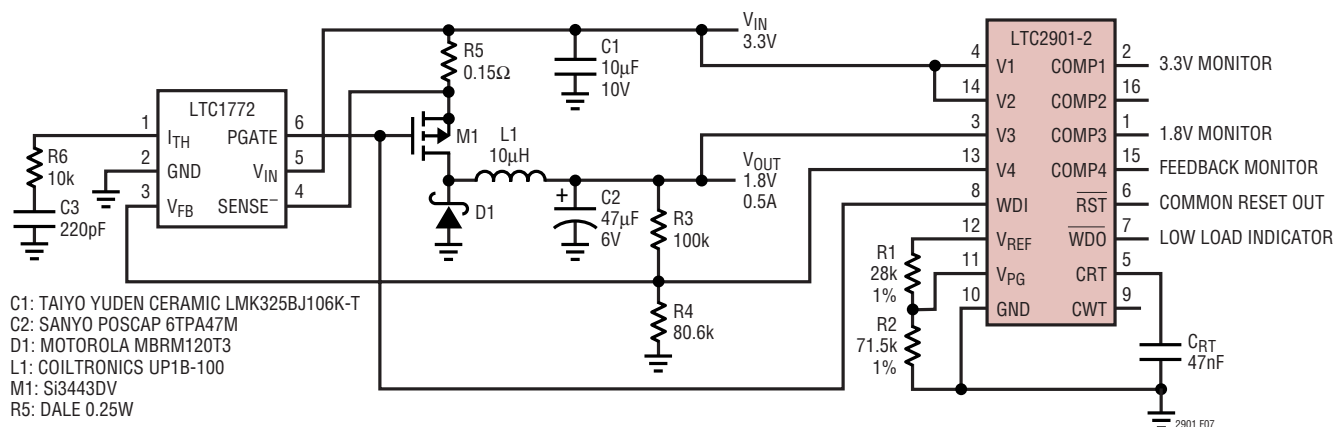 LTC1772
1
I_TH
R6
10k
C3
220pF
2
GND
3
V_FB
PGATE
6
V_IN
5
SENSE⁻
4
R5
0.15Ω
M1
D1
L1
10µH
C1
10µF
10V
V_IN
3.3V
+
C2
47µF
6V
R3
100k
R4
80.6k
V_OUT
1.8V
0.5A
R1
28k
1%
R2
71.5k
1%
LTC2901-2
4
V1
14
V2
3
V3
13
V4
8
WDI
12
V_REF
11
V_PG
10
GND
COMP1
2
3.3V MONITOR
COMP2
16
COMP3
1
1.8V MONITOR
COMP4
15
FEEDBACK MONITOR
R̅S̅T̅
6
COMMON RESET OUT
W̅D̅O̅
7
LOW LOAD INDICATOR
CRT
5
CWT
9
C_RT
47nF
C1: TAIYO YUDEN CERAMIC LMK325BJ106K-T
C2: SANYO POSCAP 6TPA47M
D1: MOTOROLA MBRM120T3
L1: COILTRONICS UP1B-100
M1: Si3443DV
R5: DALE 0.25W
2901 F07